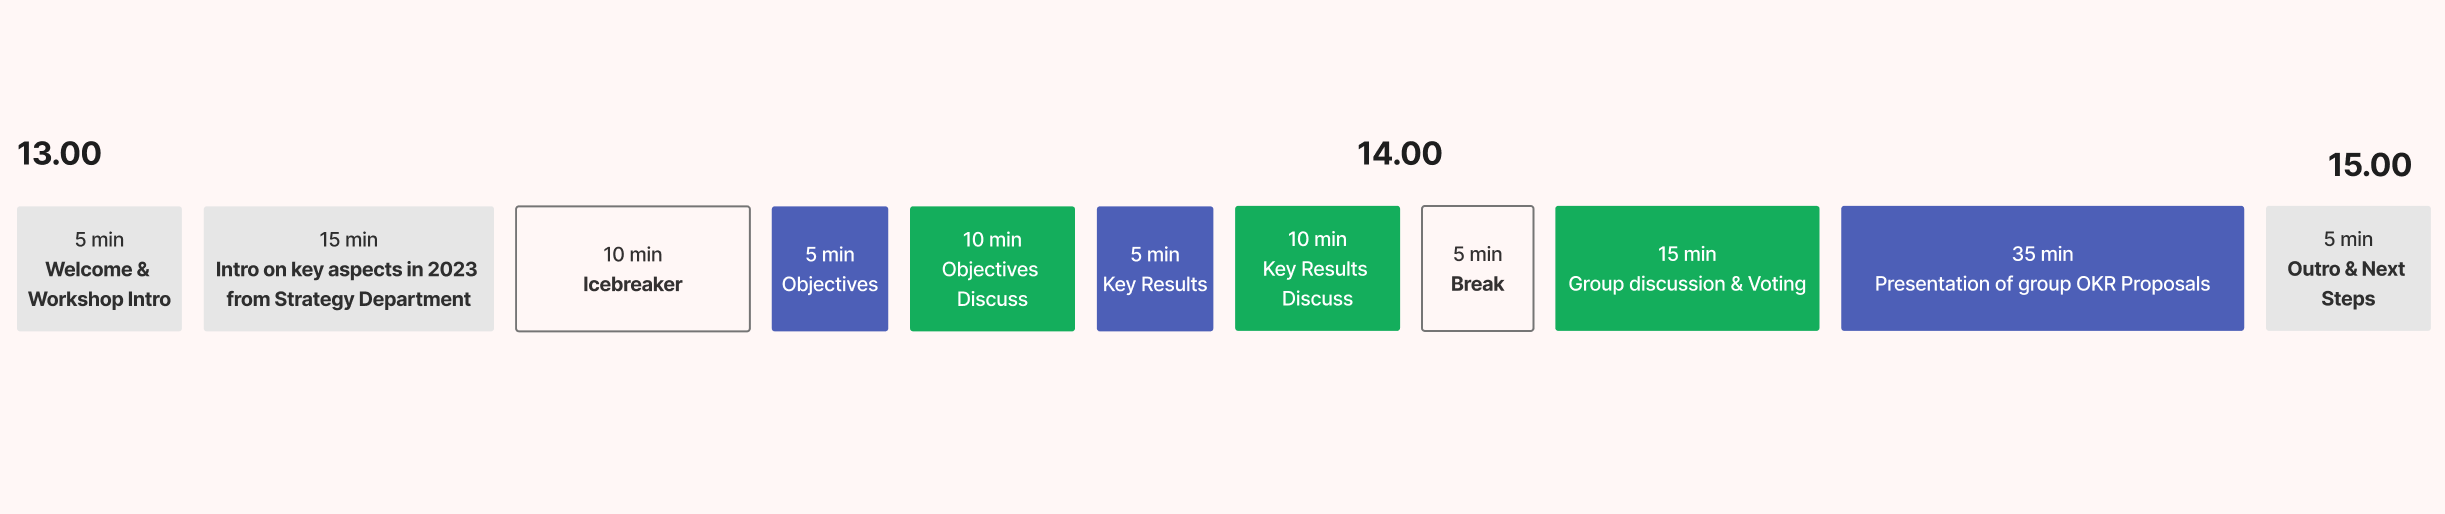 13.00
14.00
15.00
5 min
Welcome &
Workshop Intro
15 min
Intro on key aspects in 2023
from Strategy Department
10 min
Icebreaker
5 min
Objectives
10 min
Objectives
Discuss
5 min
Key Results
10 min
Key Results
Discuss
5 min
Break
15 min
Group discussion & Voting
35 min
Presentation of group OKR Proposals
5 min
Outro & Next
Steps